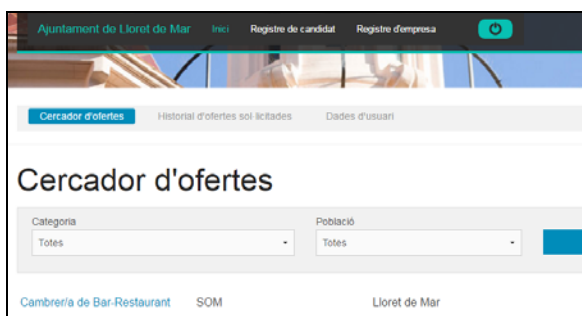 Ajuntament de Lloret de Mar Inici Registre de candidat Registre d'empresa
Cercador d'ofertes Historial d'ofertes sol·licitades Dades d'usuari
Cercador d'ofertes
Categoria Població
Totes Totes
Cambrer/a de Bar-Restaurant SOM Lloret de Mar